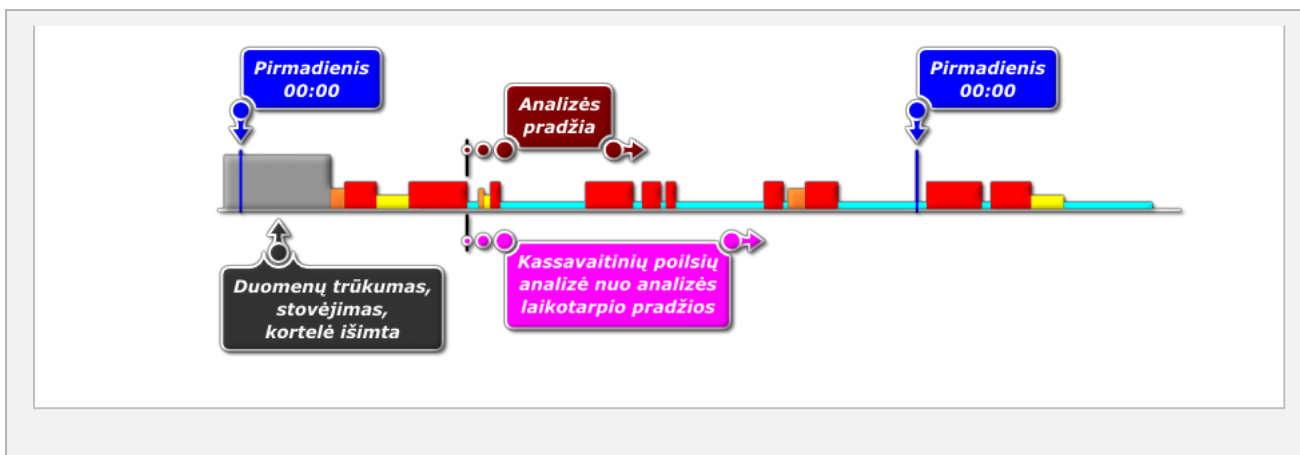 Pirmadienis
00:00
Pirmadienis
00:00
Analizės
pradžia
Kassavaitinių poilsių
analizė nuo analizės
laikotarpio pradžios
Duomenų trūkumas,
stovėjimas,
kortelė išimta